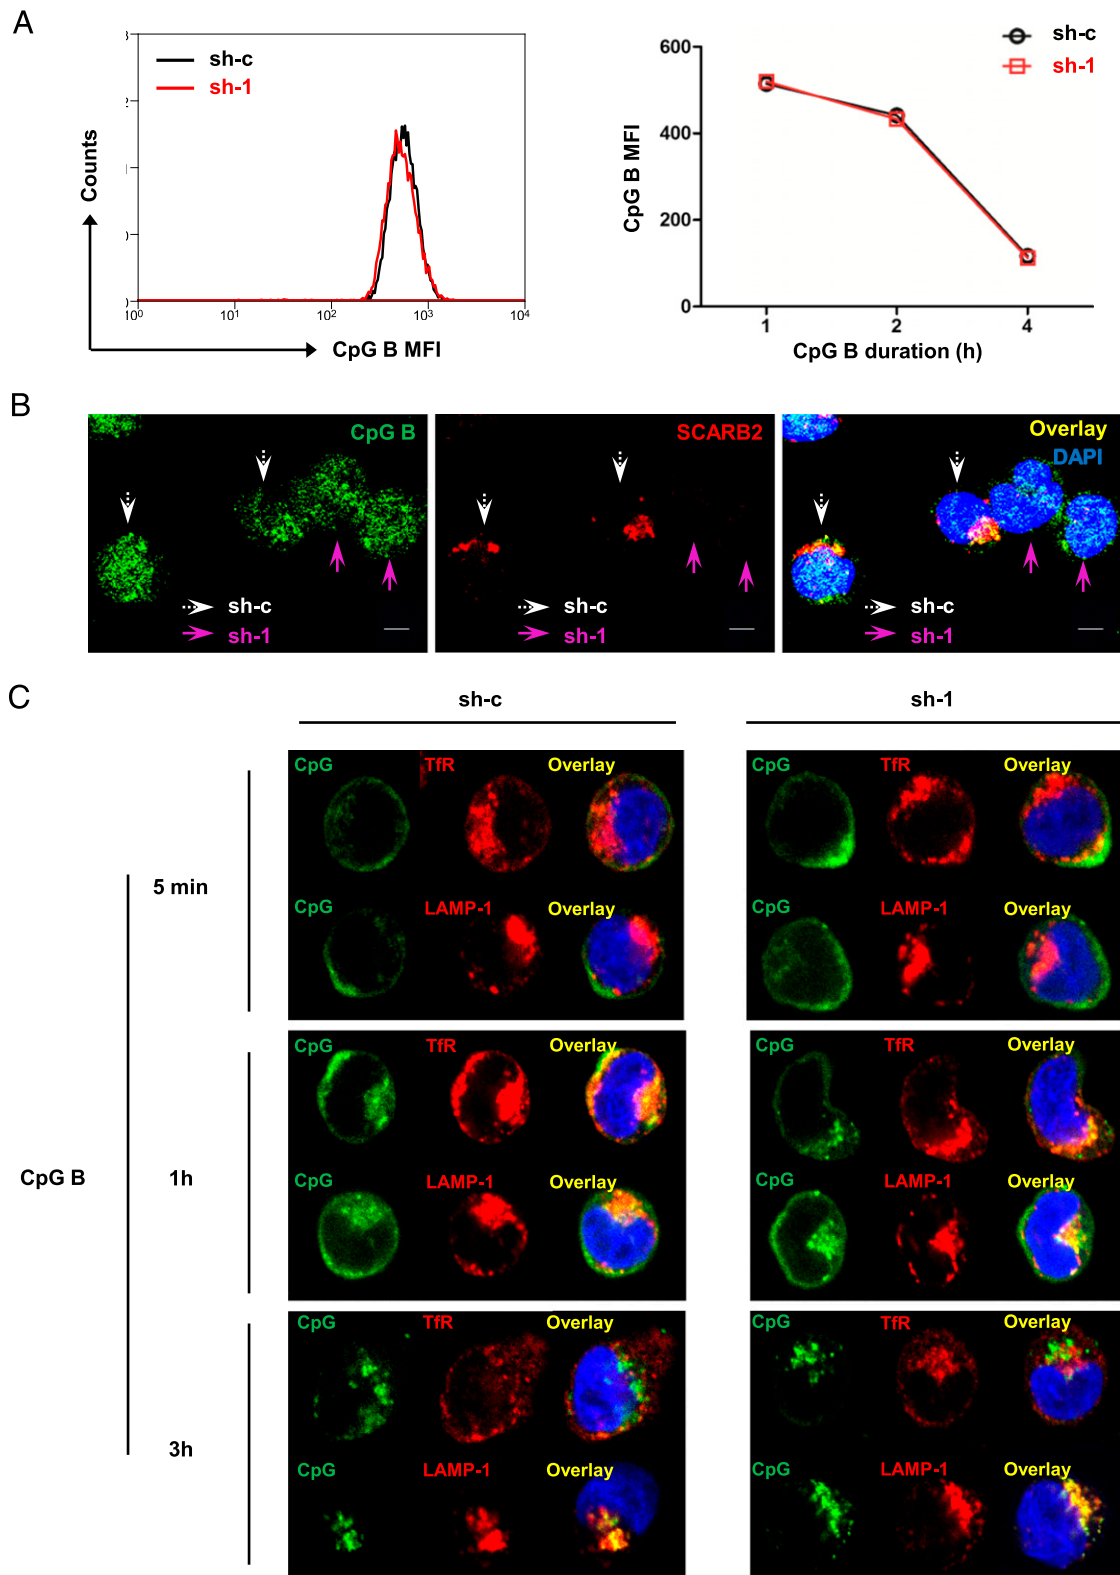 A
sh-c
sh-1
Counts
10⁰ 10¹ 10² 10³ 10⁴
CpG B MFI
sh-c
sh-1
CpG B MFI
600
400
200
0
1 2 4
CpG B duration (h)
B
CpG B
SCARB2
Overlay
DAPI
sh-c
sh-1
sh-c
sh-1
sh-c
sh-1
C
sh-c
sh-1
CpG B
5 min
CpG TfR Overlay
CpG TfR Overlay
CpG LAMP-1 Overlay
CpG LAMP-1 Overlay
1h
CpG TfR Overlay
CpG TfR Overlay
CpG LAMP-1 Overlay
CpG LAMP-1 Overlay
3h
CpG TfR Overlay
CpG TfR Overlay
CpG LAMP-1 Overlay
CpG LAMP-1 Overlay